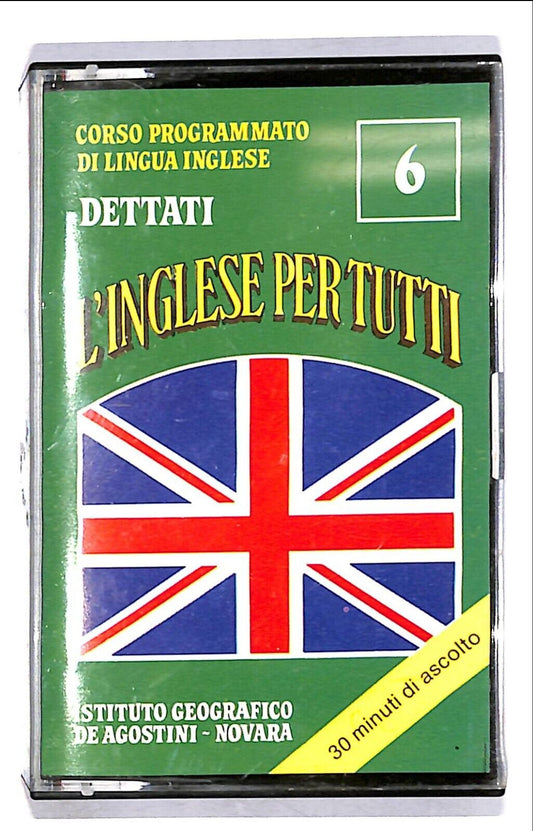 CORSO PROGRAMMATO
DI LINGUA INGLESE
6
DETTATI
L'INGLESE PER TUTTI
ISTITUTO GEOGRAFICO
DE AGOSTINI - NOVARA
30 minuti di ascolto